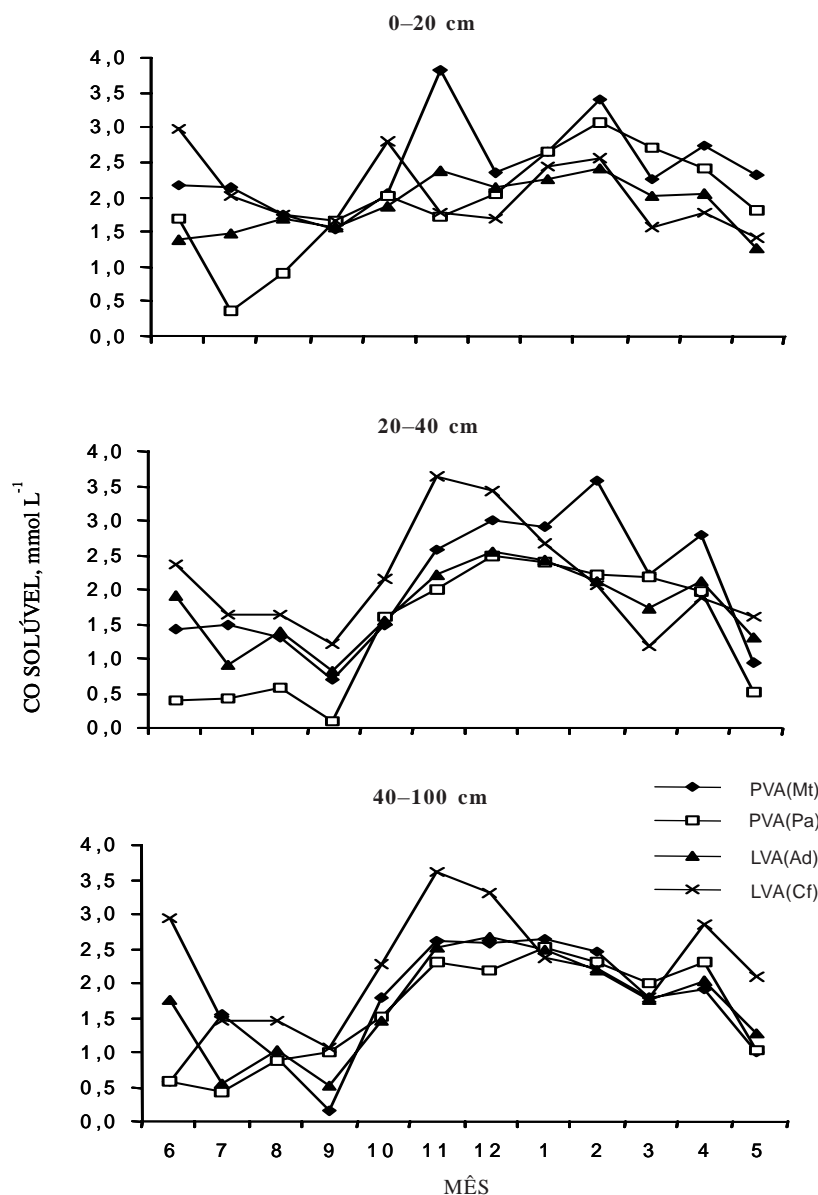 0–20 cm
4,0
3,5
3,0
2,5
2,0
1,5
1,0
0,5
0,0
20–40 cm
4,0
3,5
3,0
2,5
2,0
1,5
1,0
0,5
0,0
CO SOLÚVEL, mmol L⁻¹
40–100 cm
PVA(Mt)
PVA(Pa)
LVA(Ad)
LVA(Cf)
4,0
3,5
3,0
2,5
2,0
1,5
1,0
0,5
0,0
6 7 8 9 10 11 12 1 2 3 4 5
MÊS